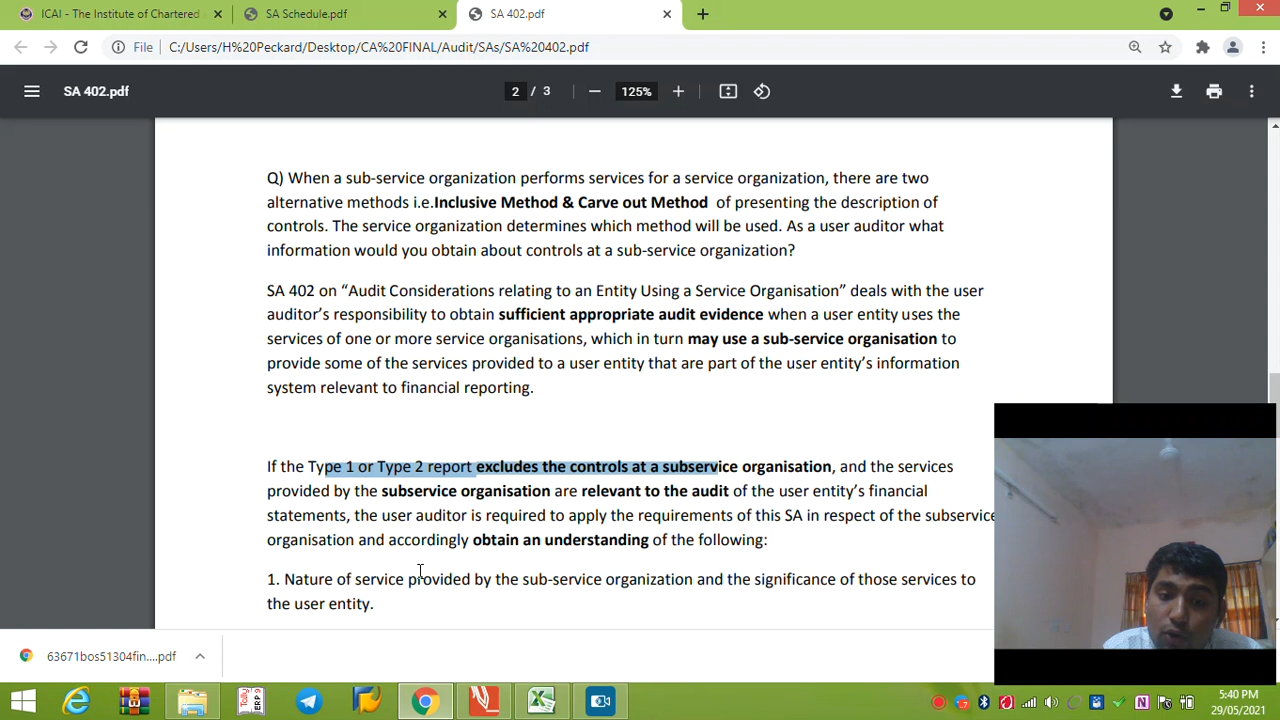 ICAI - The Institute of Chartered
SA Schedule.pdf
SA 402.pdf
File
C:/Users/H%20Peckard/Desktop/CA%20FINAL/Audit/SAs/SA%20402.pdf
SA 402.pdf
2 / 3
125%
Q) When a sub-service organization performs services for a service organization, there are two
alternative methods i.e.Inclusive Method & Carve out Method of presenting the description of
controls. The service organization determines which method will be used. As a user auditor what
information would you obtain about controls at a sub-service organization?
SA 402 on “Audit Considerations relating to an Entity Using a Service Organisation” deals with the user
auditor’s responsibility to obtain sufficient appropriate audit evidence when a user entity uses the
services of one or more service organisations, which in turn may use a sub-service organisation to
provide some of the services provided to a user entity that are part of the user entity’s information
system relevant to financial reporting.
If the Type 1 or Type 2 report excludes the controls at a subservice organisation, and the services
provided by the subservice organisation are relevant to the audit of the user entity’s financial
statements, the user auditor is required to apply the requirements of this SA in respect of the subservice
organisation and accordingly obtain an understanding of the following:
1. Nature of service provided by the sub-service organization and the significance of those services to
the user entity.
63671bos51304fin....pdf
Tally
ERP 9
N
5:40 PM
29/05/2021